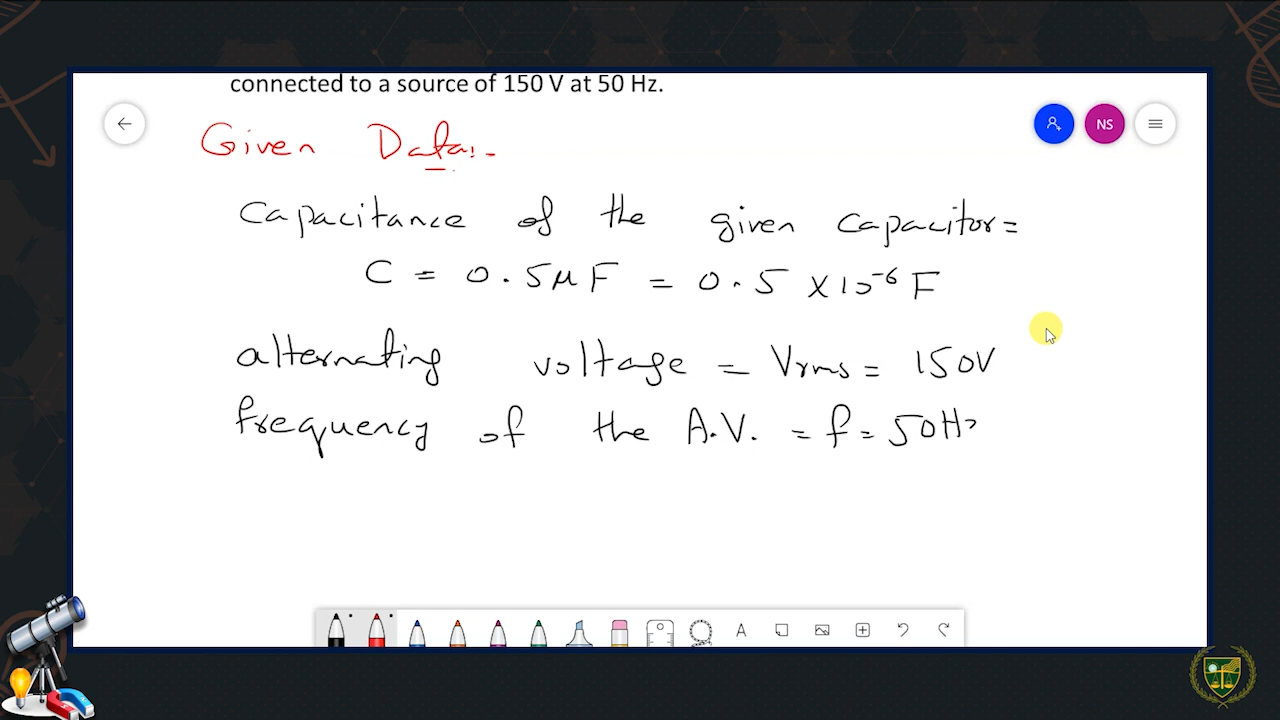 connected to a source of 150 V at 50 Hz.
NS
Given Data:-
Capacitance of the given capacitor =
C = 0.5μF = 0.5 × 10⁻⁶ F
alternating voltage = Vrms = 150V
frequency of the A.V. = f = 50Hz
A